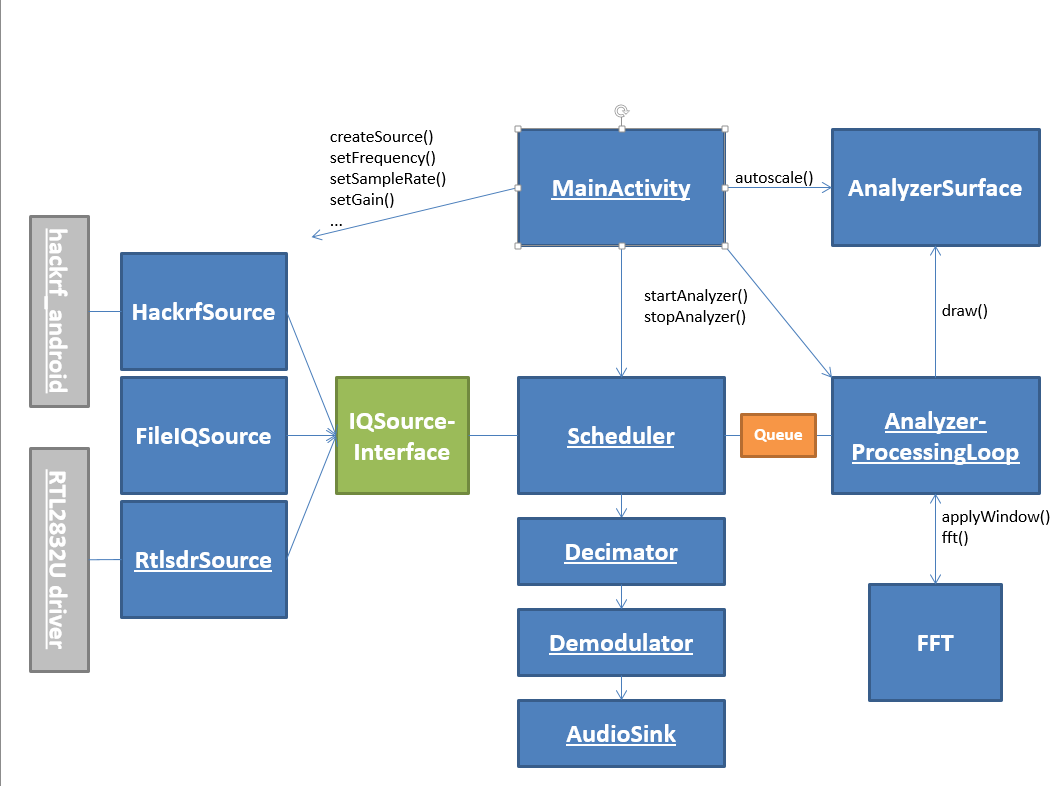 createSource()
setFrequency()
setSampleRate()
setGain()
...
MainActivity
autoscale()
AnalyzerSurface
hackrf_android
HackrfSource
startAnalyzer()
stopAnalyzer()
draw()
FileIQSource
IQSource-
Interface
Scheduler
Queue
Analyzer-
ProcessingLoop
RTL2832U driver
RtlsdrSource
applyWindow()
fft()
Decimator
Demodulator
FFT
AudioSink